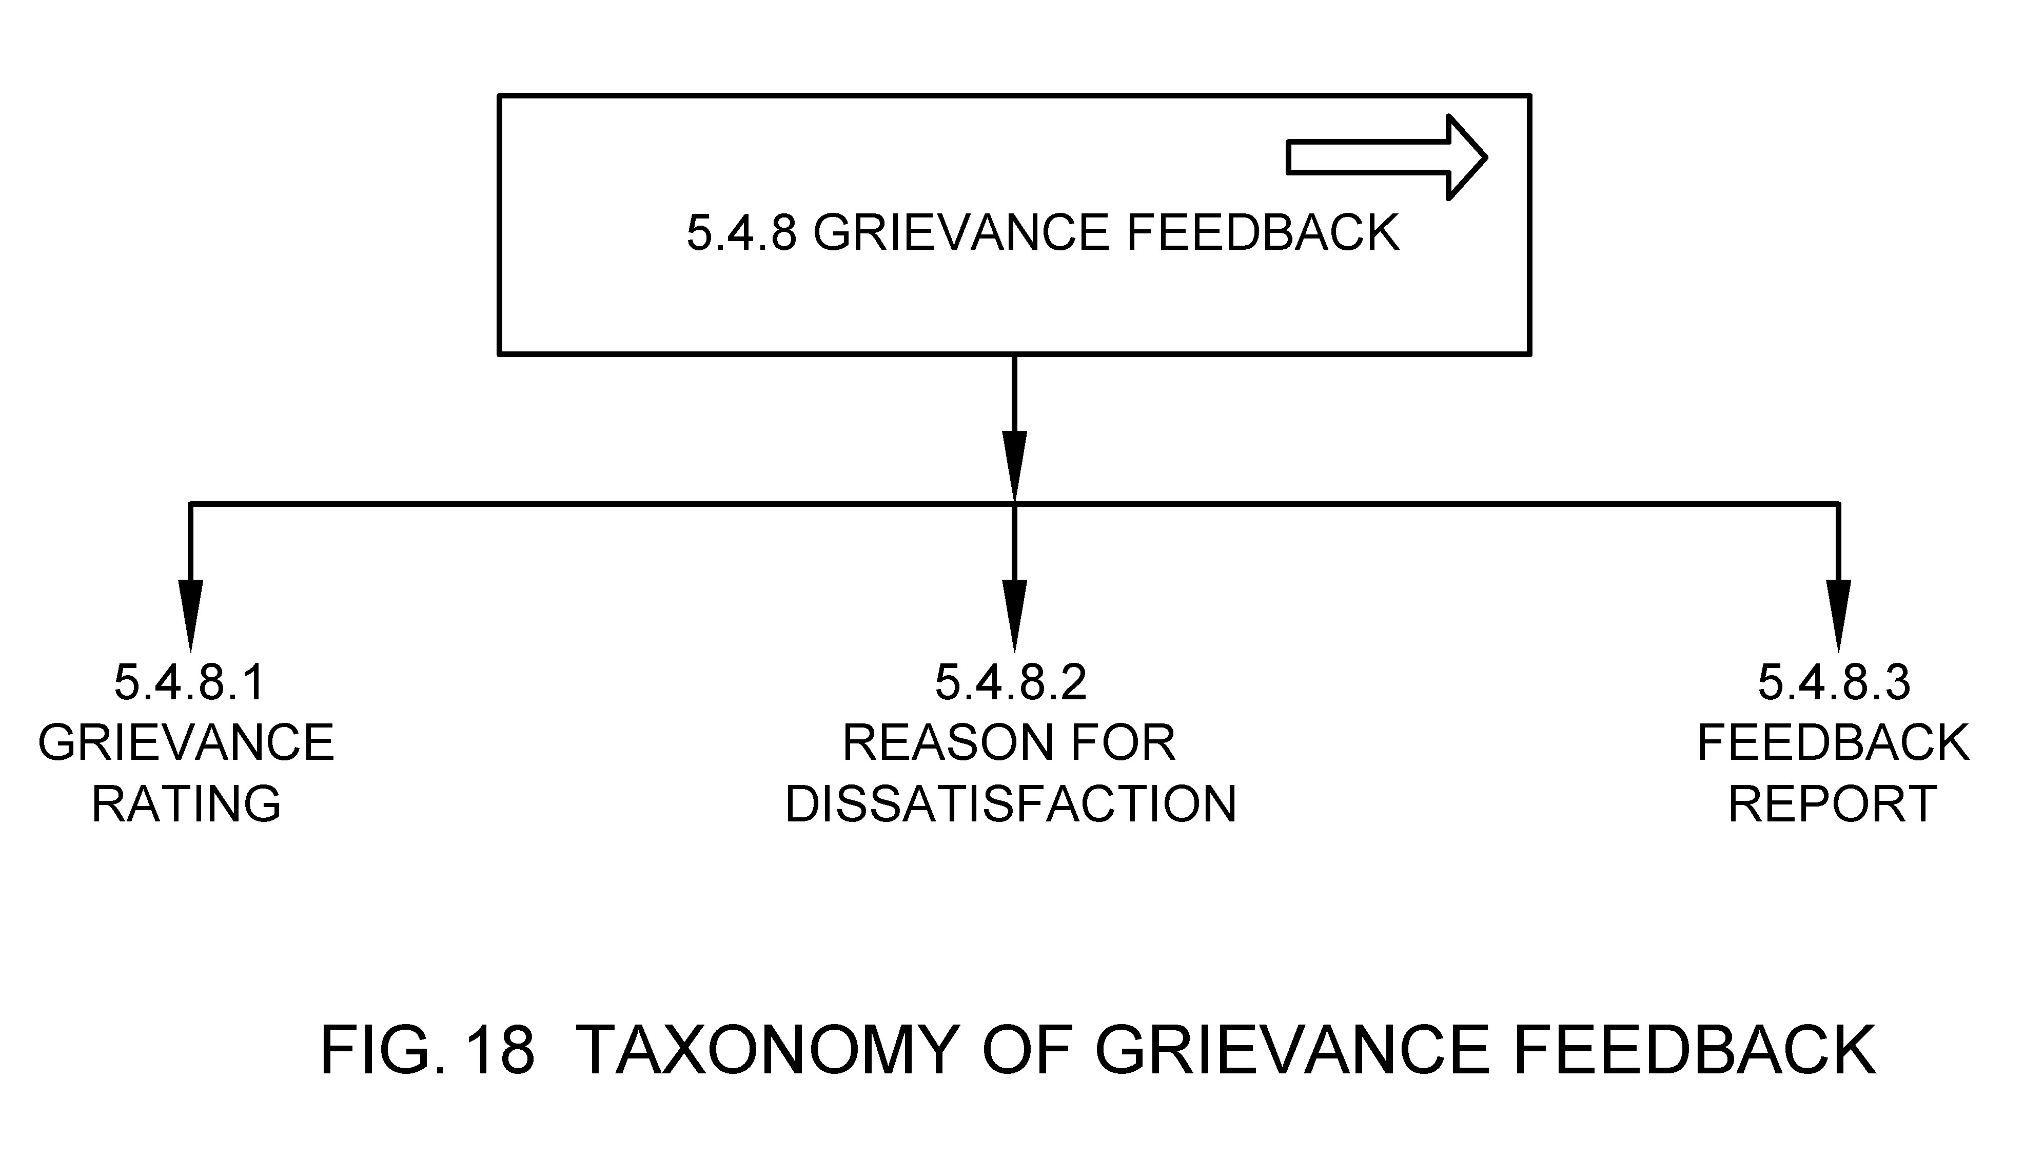 5.4.8 GRIEVANCE FEEDBACK
5.4.8.1
GRIEVANCE
RATING
5.4.8.2
REASON FOR
DISSATISFACTION
5.4.8.3
FEEDBACK
REPORT
FIG. 18 TAXONOMY OF GRIEVANCE FEEDBACK